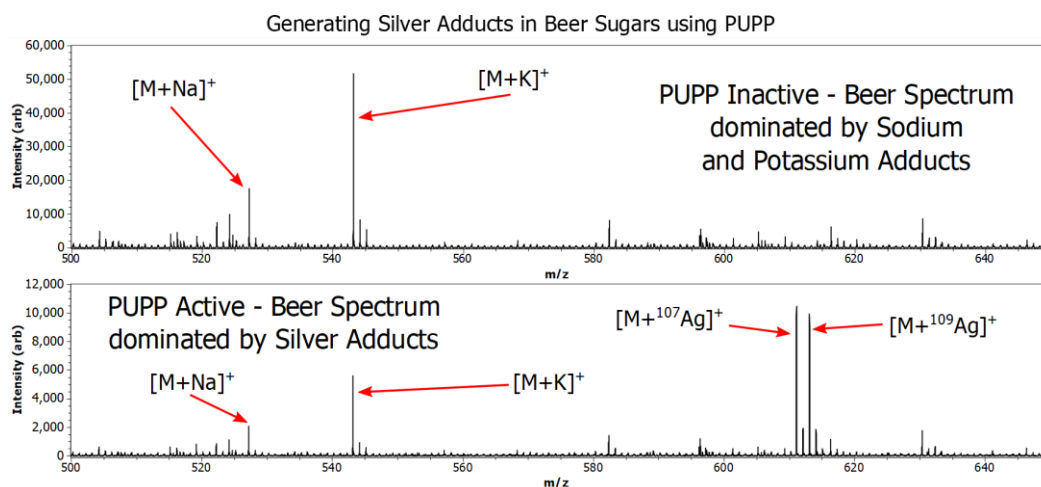 Generating Silver Adducts in Beer Sugars using PUPP
60,000
50,000
40,000
30,000
20,000
10,000
0
Intensity (arb)
[M+Na]⁺
[M+K]⁺
PUPP Inactive - Beer Spectrum
dominated by Sodium
and Potassium Adducts
500 520 540 560 580 600 620 640
m/z
12,000
10,000
8,000
6,000
4,000
2,000
0
Intensity (arb)
PUPP Active - Beer Spectrum
dominated by Silver Adducts
[M+Na]⁺
[M+K]⁺
[M+¹⁰⁷Ag]⁺
[M+¹⁰⁹Ag]⁺
500 520 540 560 580 600 620 640
m/z